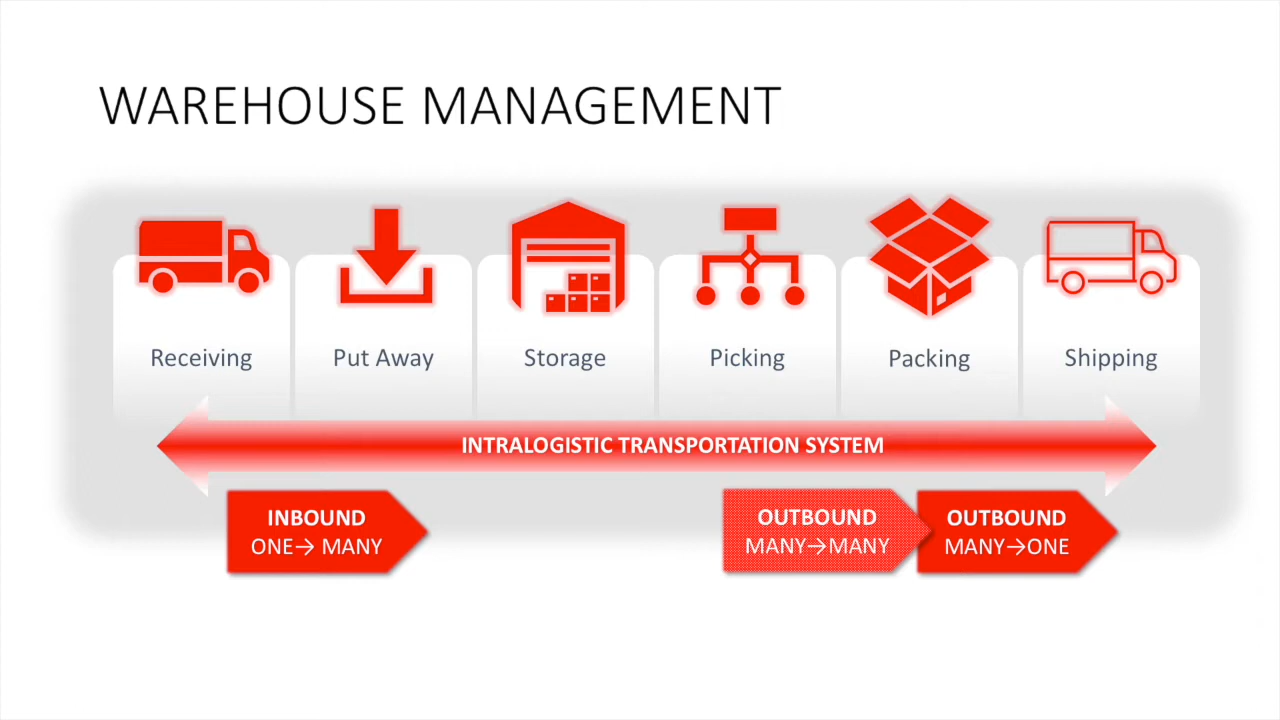 WAREHOUSE MANAGEMENT
Receiving
Put Away
Storage
Picking
Packing
Shipping
INTRALOGISTIC TRANSPORTATION SYSTEM
INBOUND
ONE→ MANY
OUTBOUND
MANY→MANY
OUTBOUND
MANY→ONE